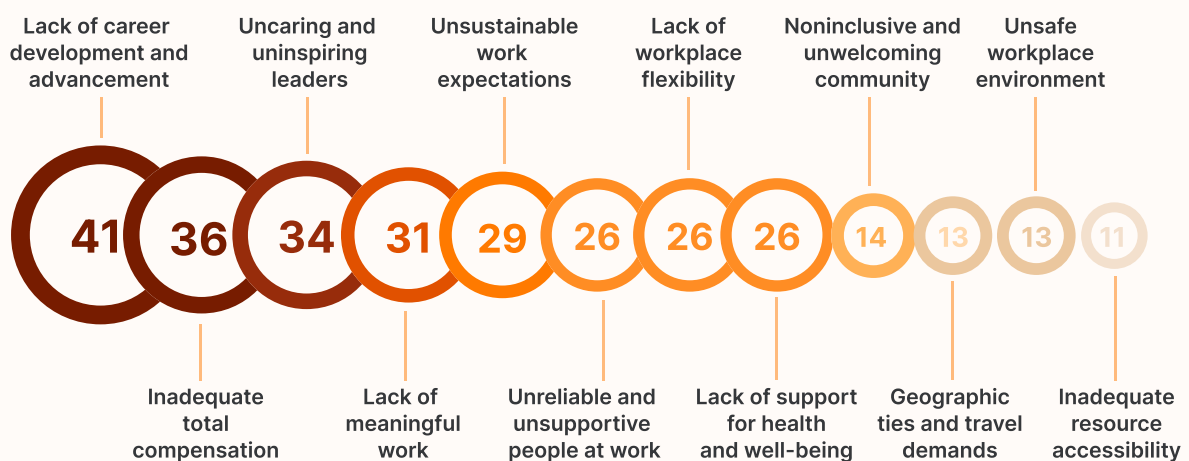 Lack of career
development and
advancement
Uncaring and
uninspiring
leaders
Unsustainable
work
expectations
Lack of
workplace
flexibility
Noninclusive and
unwelcoming
community
Unsafe
workplace
environment
41
36
34
31
29
26
26
26
14
13
13
11
Inadequate
total
compensation
Lack of
meaningful
work
Unreliable and
unsupportive
people at work
Lack of support
for health
and well-being
Geographic
ties and travel
demands
Inadequate
resource
accessibility